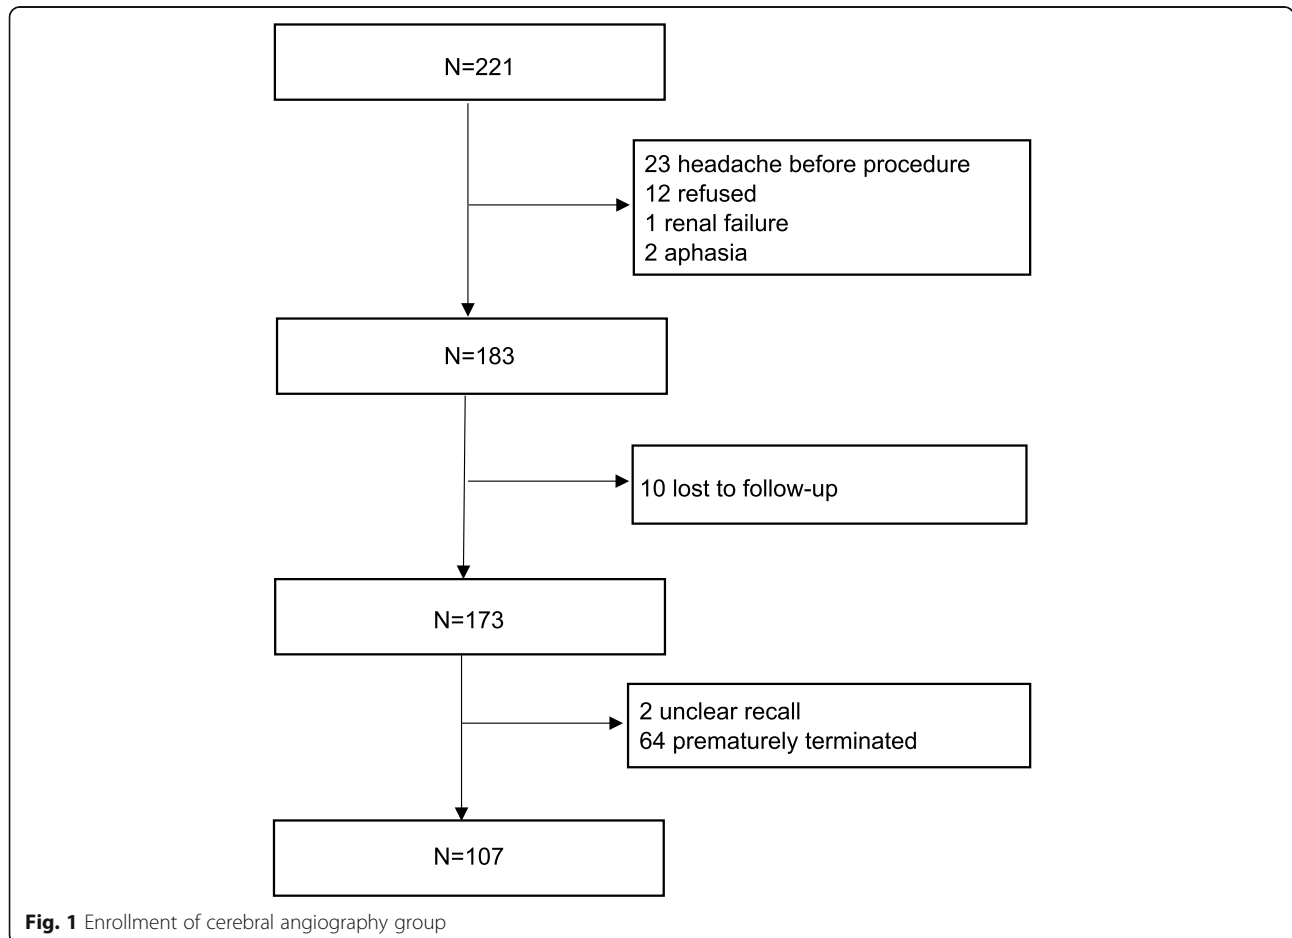 N=221
23 headache before procedure
12 refused
1 renal failure
2 aphasia
N=183
10 lost to follow-up
N=173
2 unclear recall
64 prematurely terminated
N=107
Fig. 1 Enrollment of cerebral angiography group